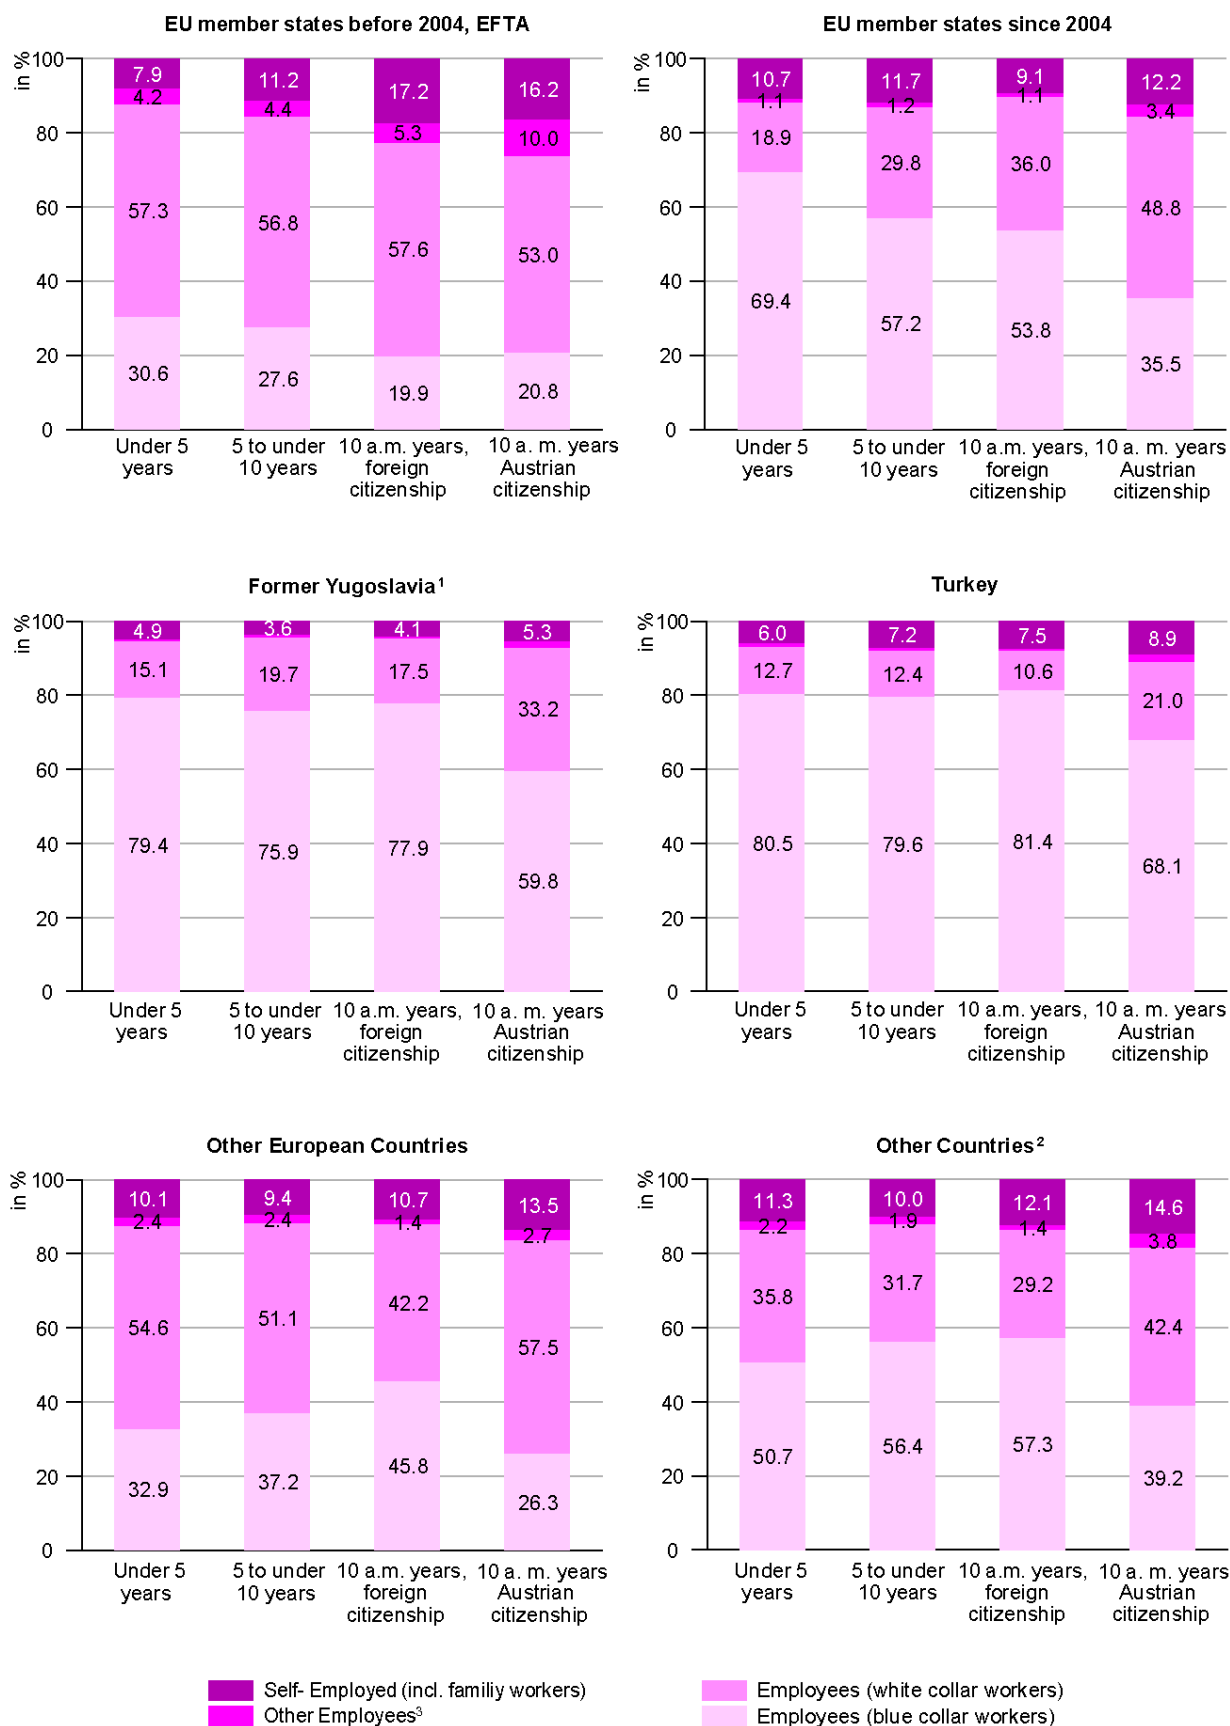 EU member states before 2004, EFTA
in %
100
80
60
40
20
0
7.9
4.2
57.3
30.6
11.2
4.4
56.8
27.6
17.2
5.3
57.6
19.9
16.2
10.0
53.0
20.8
Under 5
years
5 to under
10 years
10 a.m. years,
foreign
citizenship
10 a. m. years
Austrian
citizenship
EU member states since 2004
in %
100
80
60
40
20
0
10.7
1.1
18.9
69.4
11.7
1.2
29.8
57.2
9.1
1.1
36.0
53.8
12.2
3.4
48.8
35.5
Under 5
years
5 to under
10 years
10 a.m. years,
foreign
citizenship
10 a. m. years
Austrian
citizenship
Former Yugoslavia¹
in %
100
80
60
40
20
0
4.9
15.1
79.4
3.6
19.7
75.9
4.1
17.5
77.9
5.3
33.2
59.8
Under 5
years
5 to under
10 years
10 a.m. years,
foreign
citizenship
10 a. m. years
Austrian
citizenship
Turkey
in %
100
80
60
40
20
0
6.0
12.7
80.5
7.2
12.4
79.6
7.5
10.6
81.4
8.9
21.0
68.1
Under 5
years
5 to under
10 years
10 a.m. years,
foreign
citizenship
10 a. m. years
Austrian
citizenship
Other European Countries
in %
100
80
60
40
20
0
10.1
2.4
54.6
32.9
9.4
2.4
51.1
37.2
10.7
1.4
42.2
45.8
13.5
2.7
57.5
26.3
Under 5
years
5 to under
10 years
10 a.m. years,
foreign
citizenship
10 a. m. years
Austrian
citizenship
Other Countries²
in %
100
80
60
40
20
0
11.3
2.2
35.8
50.7
10.0
1.9
31.7
56.4
12.1
1.4
29.2
57.3
14.6
3.8
42.4
39.2
Under 5
years
5 to under
10 years
10 a.m. years,
foreign
citizenship
10 a. m. years
Austrian
citizenship
Self- Employed (incl. familiy workers)
Other Employees³
Employees (white collar workers)
Employees (blue collar workers)